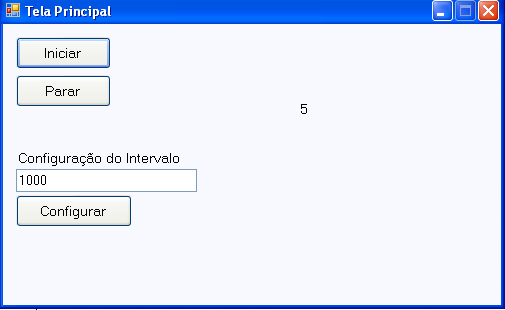 Tela Principal
Iniciar
Parar
5
Configuração do Intervalo
1000
Configurar